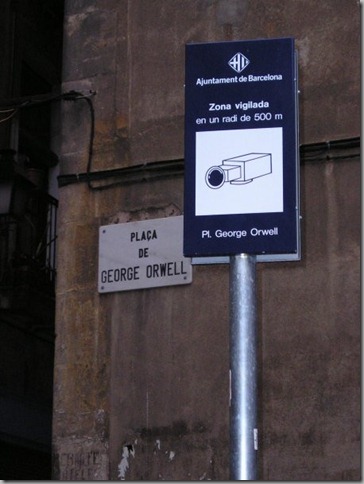 Ajuntament de Barcelona
Zona vigilada
en un radi de 500 m
Pl. George Orwell
PLAÇA
DE
GEORGE ORWELL